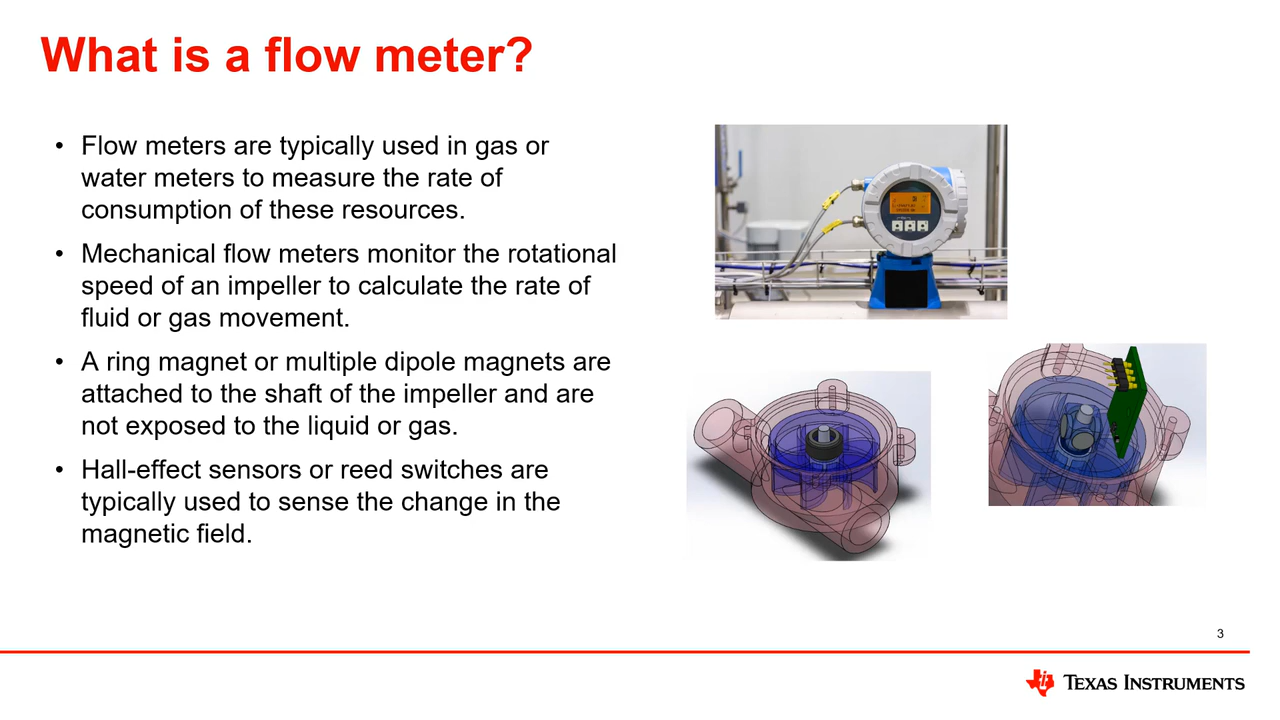 What is a flow meter?
• Flow meters are typically used in gas or
water meters to measure the rate of
consumption of these resources.
• Mechanical flow meters monitor the rotational
speed of an impeller to calculate the rate of
fluid or gas movement.
• A ring magnet or multiple dipole magnets are
attached to the shaft of the impeller and are
not exposed to the liquid or gas.
• Hall-effect sensors or reed switches are
typically used to sense the change in the
magnetic field.
3
TEXAS INSTRUMENTS